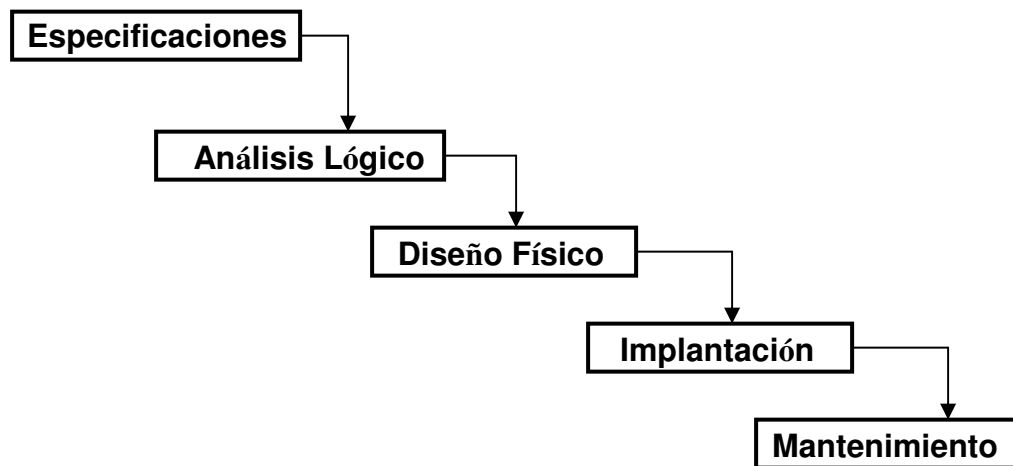 Especificaciones
Análisis Lógico
Diseño Físico
Implantación
Mantenimiento